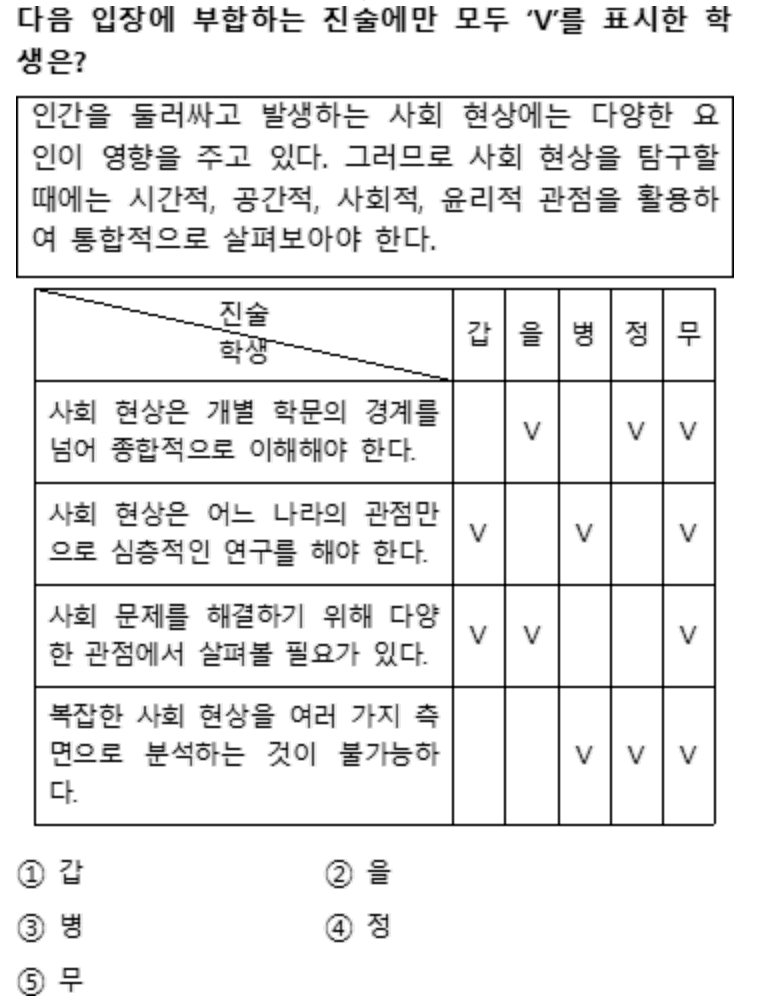 다음 입장에 부합하는 진술에만 모두 ‘V’를 표시한 학
생은?
인간을 둘러싸고 발생하는 사회 현상에는 다양한 요
인이 영향을 주고 있다. 그러므로 사회 현상을 탐구할
때에는 시간적, 공간적, 사회적, 윤리적 관점을 활용하
여 통합적으로 살펴보아야 한다.
진술
학생
갑 을 병 정 무
사회 현상은 개별 학문의 경계를
넘어 종합적으로 이해해야 한다.
V V V
사회 현상은 어느 나라의 관점만
으로 심층적인 연구를 해야 한다.
V V V
사회 문제를 해결하기 위해 다양
한 관점에서 살펴볼 필요가 있다.
V V V
복잡한 사회 현상을 여러 가지 측
면으로 분석하는 것이 불가능하
다.
V V V
① 갑 ② 을
③ 병 ④ 정
⑤ 무